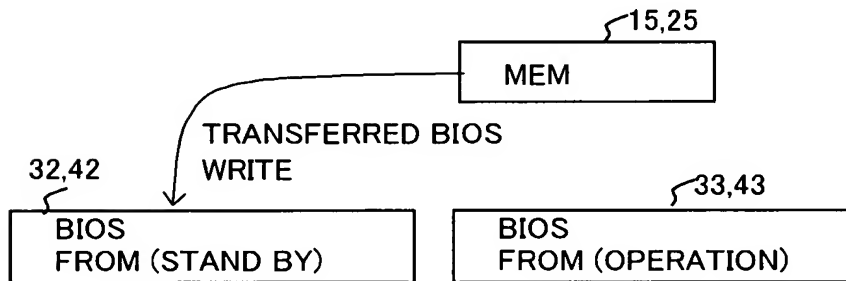 15,25
MEM
TRANSFERRED BIOS
WRITE
32,42
33,43
BIOS
FROM (STAND BY)
BIOS
FROM (OPERATION)